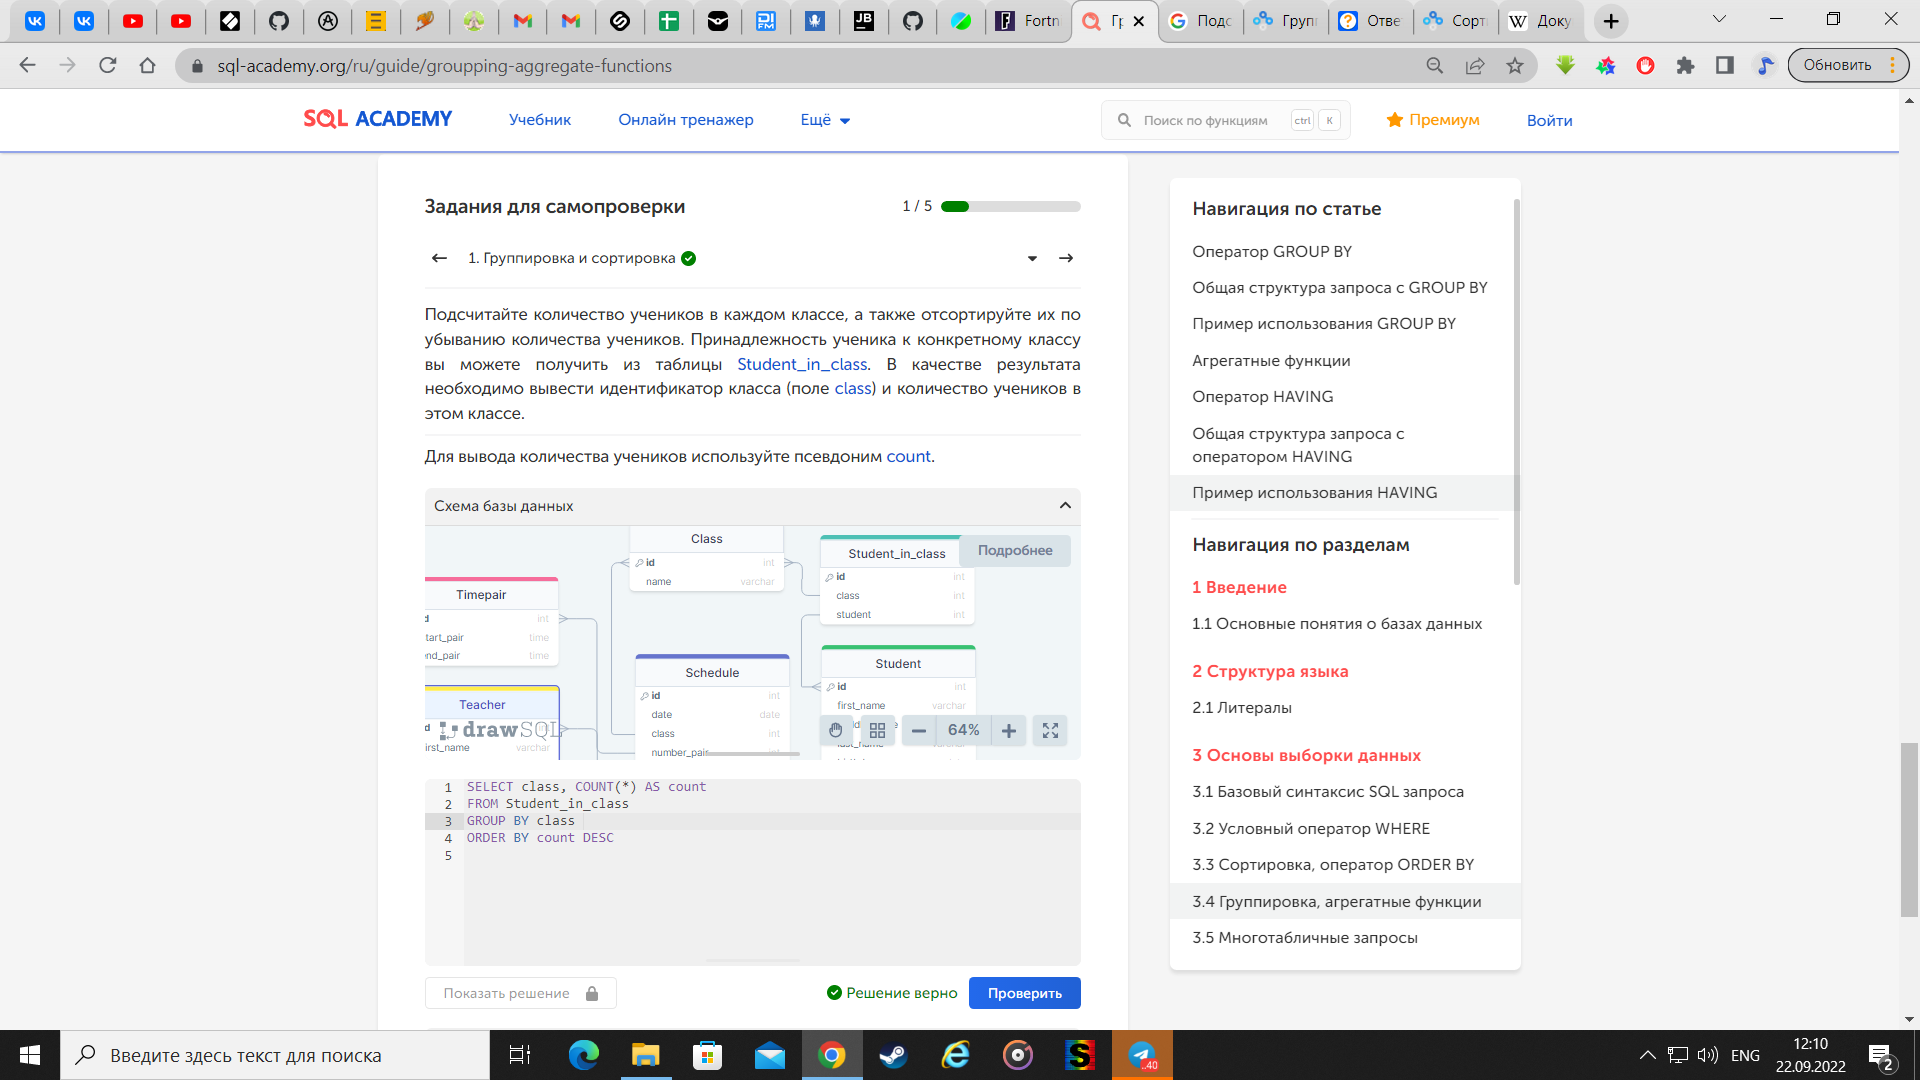 Fortn
Гр
Подс
Групп
Отве
Сорт
Доку
sql-academy.org/ru/guide/groupping-aggregate-functions
Обновить
SQL ACADEMY
Учебник
Онлайн тренажер
Ещё
Поиск по функциям
ctrl
K
Премиум
Войти
Задания для самопроверки
1 / 5
1. Группировка и сортировка
Подсчитайте количество учеников в каждом классе, а также отсортируйте их по
убыванию количества учеников. Принадлежность ученика к конкретному классу
вы можете получить из таблицы Student_in_class. В качестве результата
необходимо вывести идентификатор класса (поле class) и количество учеников в
этом классе.
Для вывода количества учеников используйте псевдоним count.
Схема базы данных
Подробнее
Class
id int
name varchar
Student_in_class
id int
class int
student int
Timepair
d int
tart_pair time
nd_pair time
Schedule
id int
date date
class int
number_pair int
Student
id int
first_name varchar
last_name
Teacher
d int
irst_name varchar
drawSQL
64%
1 SELECT class, COUNT(*) AS count
2 FROM Student_in_class
3 GROUP BY class
4 ORDER BY count DESC
5
Показать решение
Решение верно
Проверить
Навигация по статье
Оператор GROUP BY
Общая структура запроса с GROUP BY
Пример использования GROUP BY
Агрегатные функции
Оператор HAVING
Общая структура запроса с
оператором HAVING
Пример использования HAVING
Навигация по разделам
1 Введение
1.1 Основные понятия о базах данных
2 Структура языка
2.1 Литералы
3 Основы выборки данных
3.1 Базовый синтаксис SQL запроса
3.2 Условный оператор WHERE
3.3 Сортировка, оператор ORDER BY
3.4 Группировка, агрегатные функции
3.5 Многотабличные запросы
Введите здесь текст для поиска
..40
ENG
12:10
22.09.2022
2